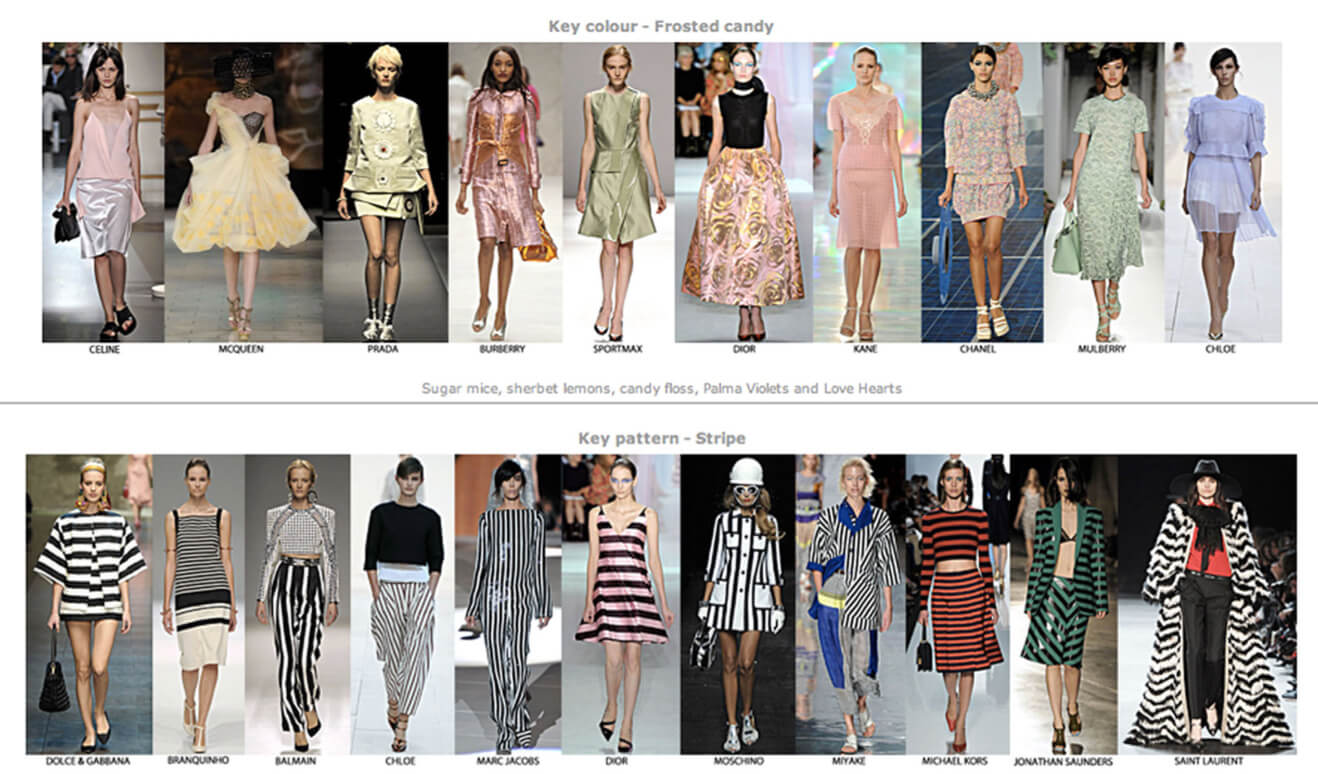 Key colour - Frosted candy
CELINE MCQUEEN PRADA BURBERRY SPORTMAX DIOR KANE CHANEL MULBERRY CHLOE
Sugar mice, sherbet lemons, candy floss, Palma Violets and Love Hearts
Key pattern - Stripe
DOLCE & GABBANA BRANQUINHO BALMAIN CHLOE MARC JACOBS DIOR MOSCHINO MIYAKE MICHAEL KORS JONATHAN SAUNDERS SAINT LAURENT